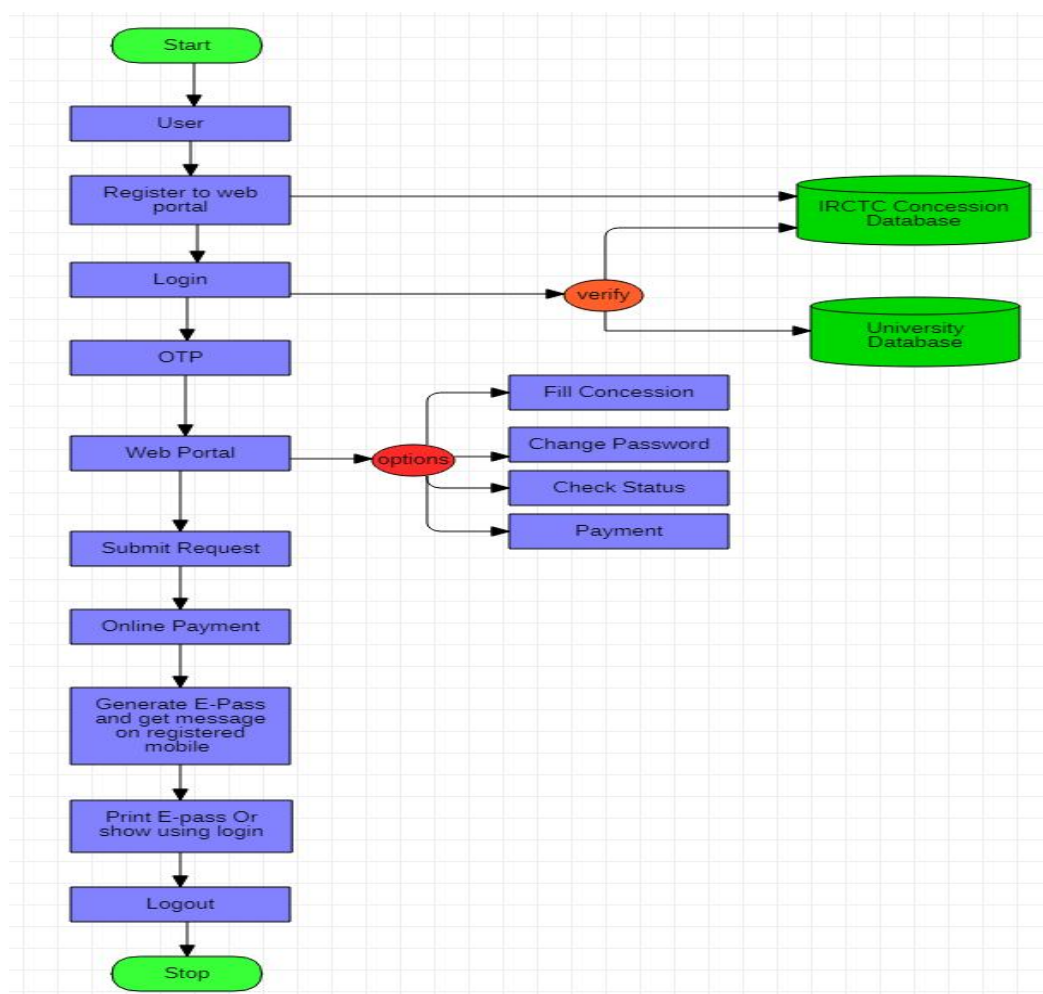 Start
User
Register to web
portal
IRCTC Concession
Database
Login
verify
University
Database
OTP
Fill Concession
Web Portal
options
Change Password
Check Status
Payment
Submit Request
Online Payment
Generate E-Pass
and get message
on registered
mobile
Print E-pass Or
show using login
Logout
Stop